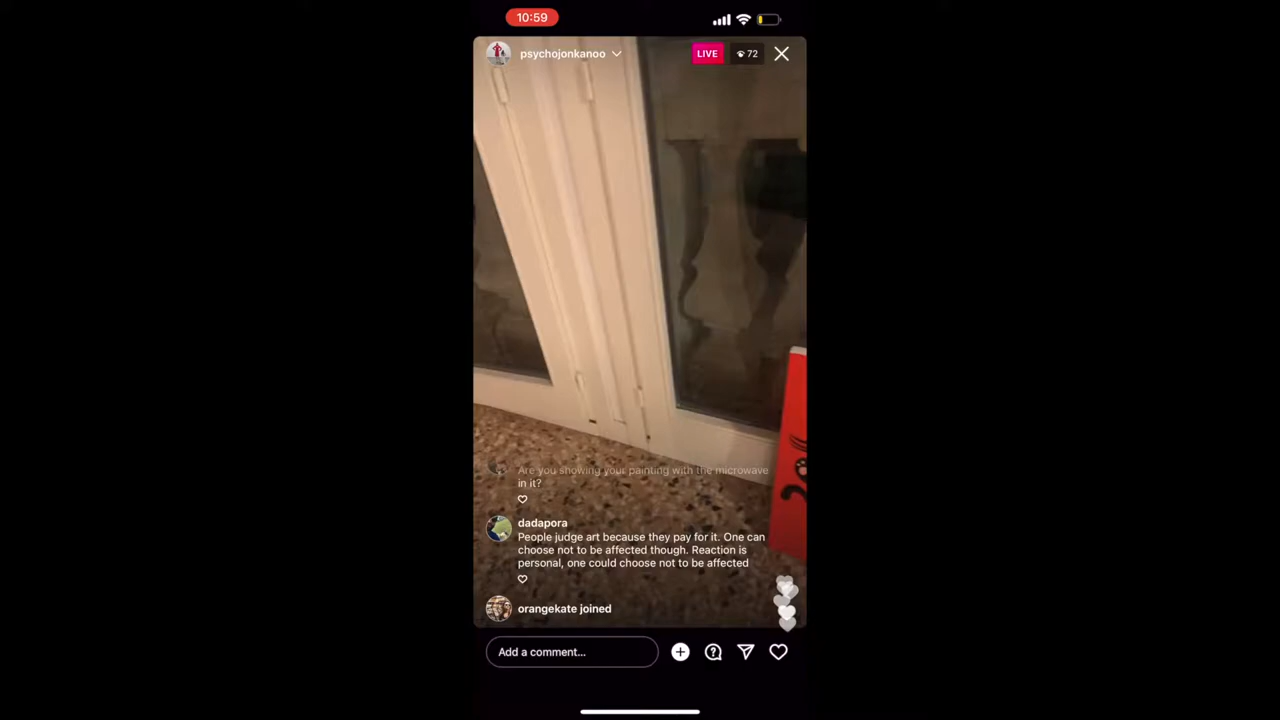 10:59
psychojonkanoo
LIVE
72
Are you showing your painting with the microwave
in it?
dadapora
People judge art because they pay for it. One can
choose not to be affected though. Reaction is
personal, one could choose not to be affected
orangekate joined
Add a comment...